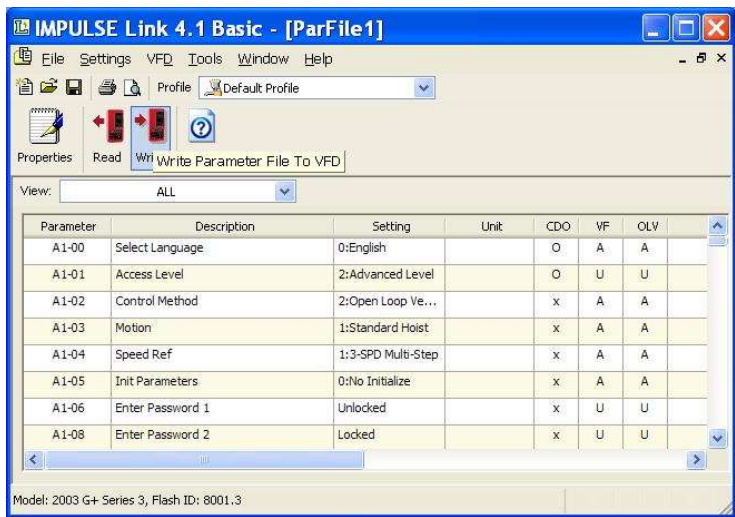 IMPULSE Link 4.1 Basic - [ParFile1]
File Settings VFD Tools Window Help
Profile Default Profile
Properties Read Wri Write Parameter File To VFD
View: ALL
Parameter Description Setting Unit CDO VF OLV
A1-00 Select Language 0:English O A A
A1-01 Access Level 2:Advanced Level O U U
A1-02 Control Method 2:Open Loop Ve... x A A
A1-03 Motion 1:Standard Hoist x A A
A1-04 Speed Ref 1:3-SPD Multi-Step x A A
A1-05 Init Parameters 0:No Initialize x A A
A1-06 Enter Password 1 Unlocked x U U
A1-08 Enter Password 2 Locked x U U
Model: 2003 G+ Series 3, Flash ID: 8001.3